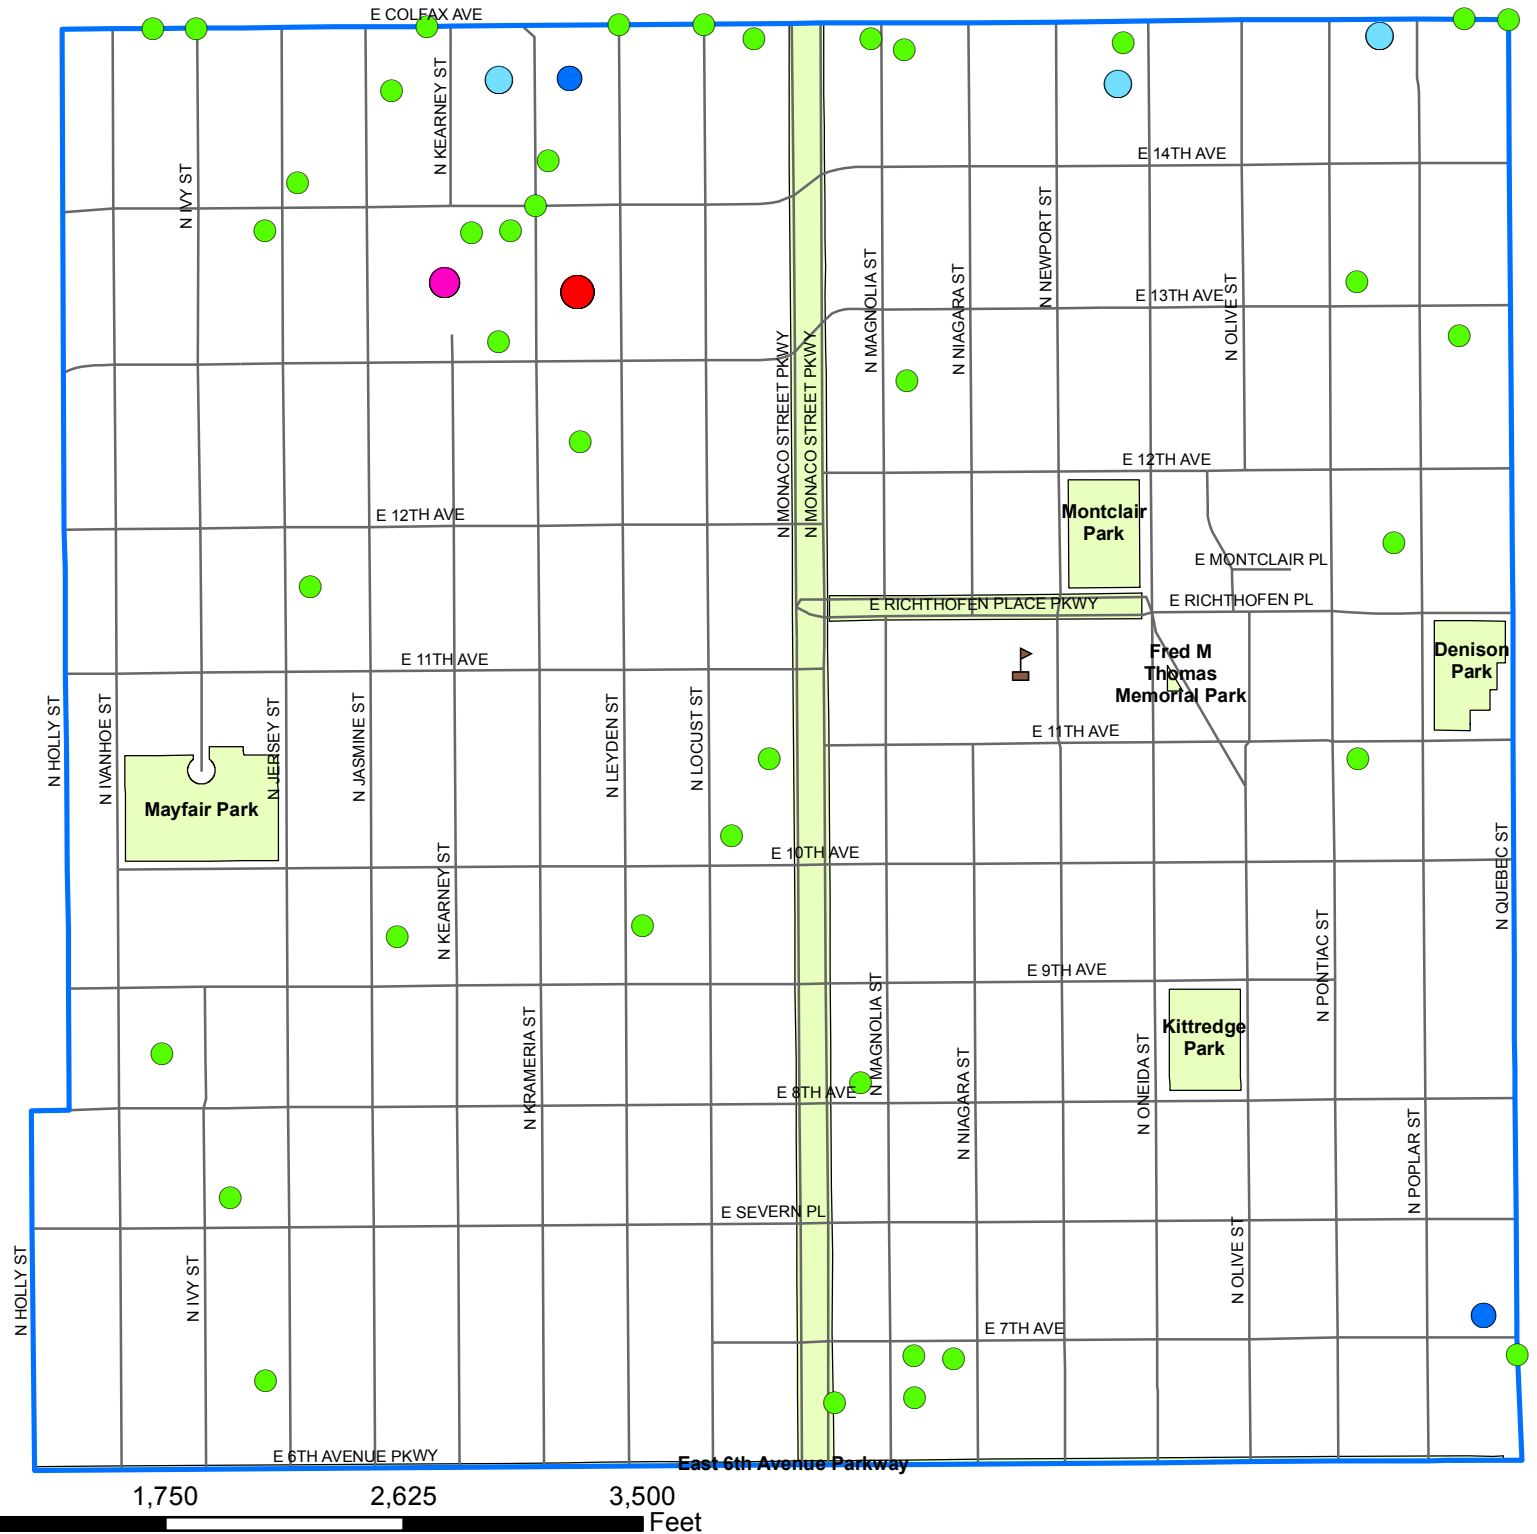 E COLFAX AVE
N KEARNEY ST
E 14TH AVE
N IVY ST
N NEWPORT ST
N MAGNOLIA ST
N NIAGARA ST
E 13TH AVE
N OLIVE ST
N MONACO STREET PKWY
N MONACO STREET PKWY
E 12TH AVE
E 12TH AVE
Montclair
Park
E MONTCLAIR PL
E RICHTHOFEN PLACE PKWY
E RICHTHOFEN PL
E 11TH AVE
Fred M
Thomas
Memorial Park
Denison
Park
N HOLLY ST
N IVANHOE ST
N JERSEY ST
N JASMINE ST
N LEYDEN ST
N LOCUST ST
E 11TH AVE
Mayfair Park
N KEARNEY ST
E 10TH AVE
N QUEBEC ST
N PONTIAC ST
E 9TH AVE
N MAGNOLIA ST
N KRAMERIA ST
N NIAGARA ST
N ONEIDA ST
Kittredge
Park
E 8TH AVE
N POPLAR ST
E SEVERN PL
N HOLLY ST
N IVY ST
N OLIVE ST
E 7TH AVE
E 6TH AVENUE PKWY
East 6th Avenue Parkway
1,750 2,625 3,500
Feet